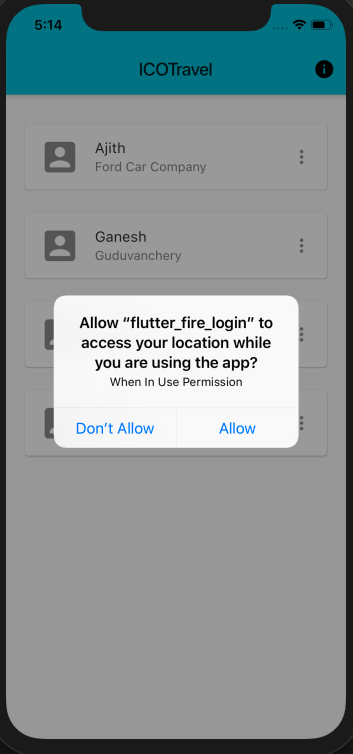 5:14
ICOTravel
Ajith
Ford Car Company
Ganesh
Guduvanchery
Allow “flutter_fire_login” to
access your location while
you are using the app?
When In Use Permission
Don’t Allow
Allow